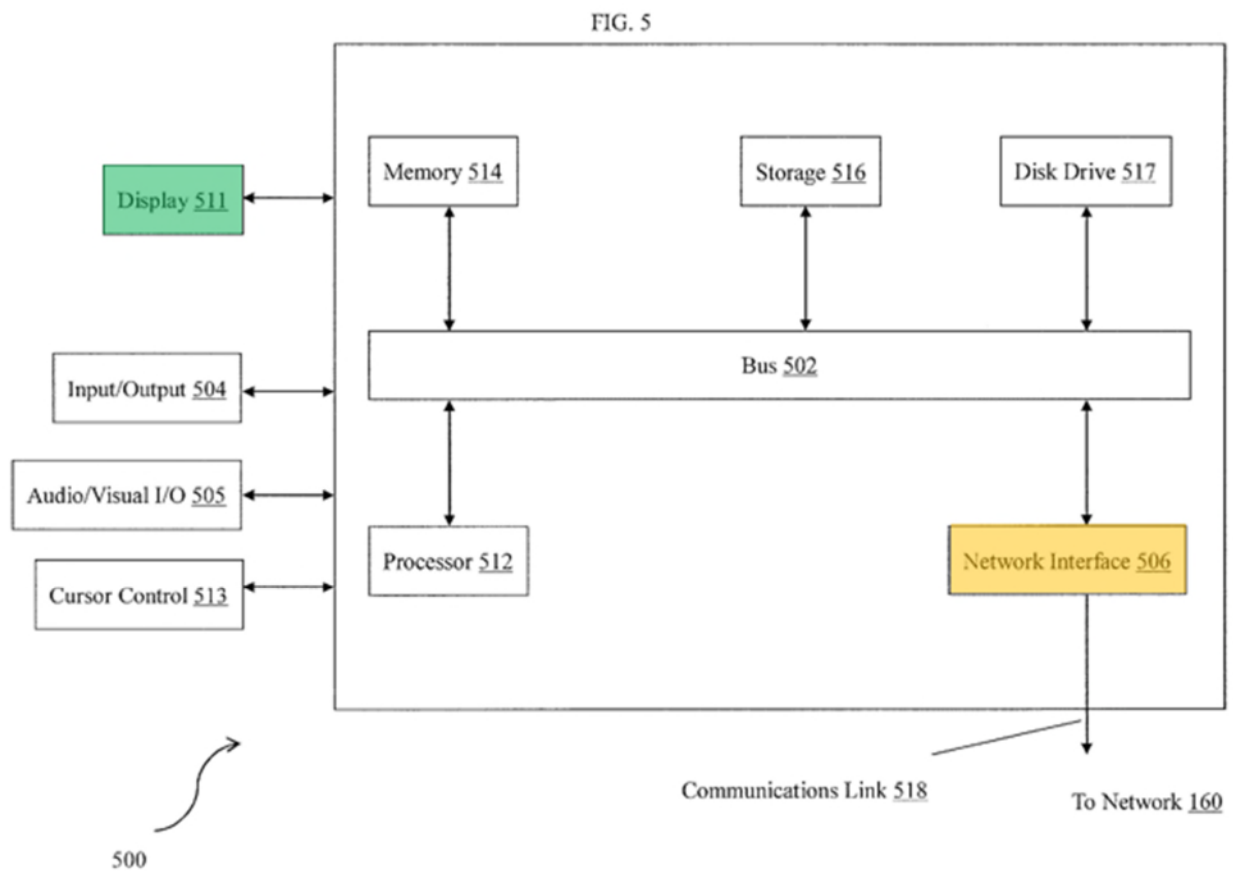 FIG. 5
Memory 514
Storage 516
Disk Drive 517
Display 511
Bus 502
Input/Output 504
Audio/Visual I/O 505
Processor 512
Network Interface 506
Cursor Control 513
Communications Link 518
To Network 160
500